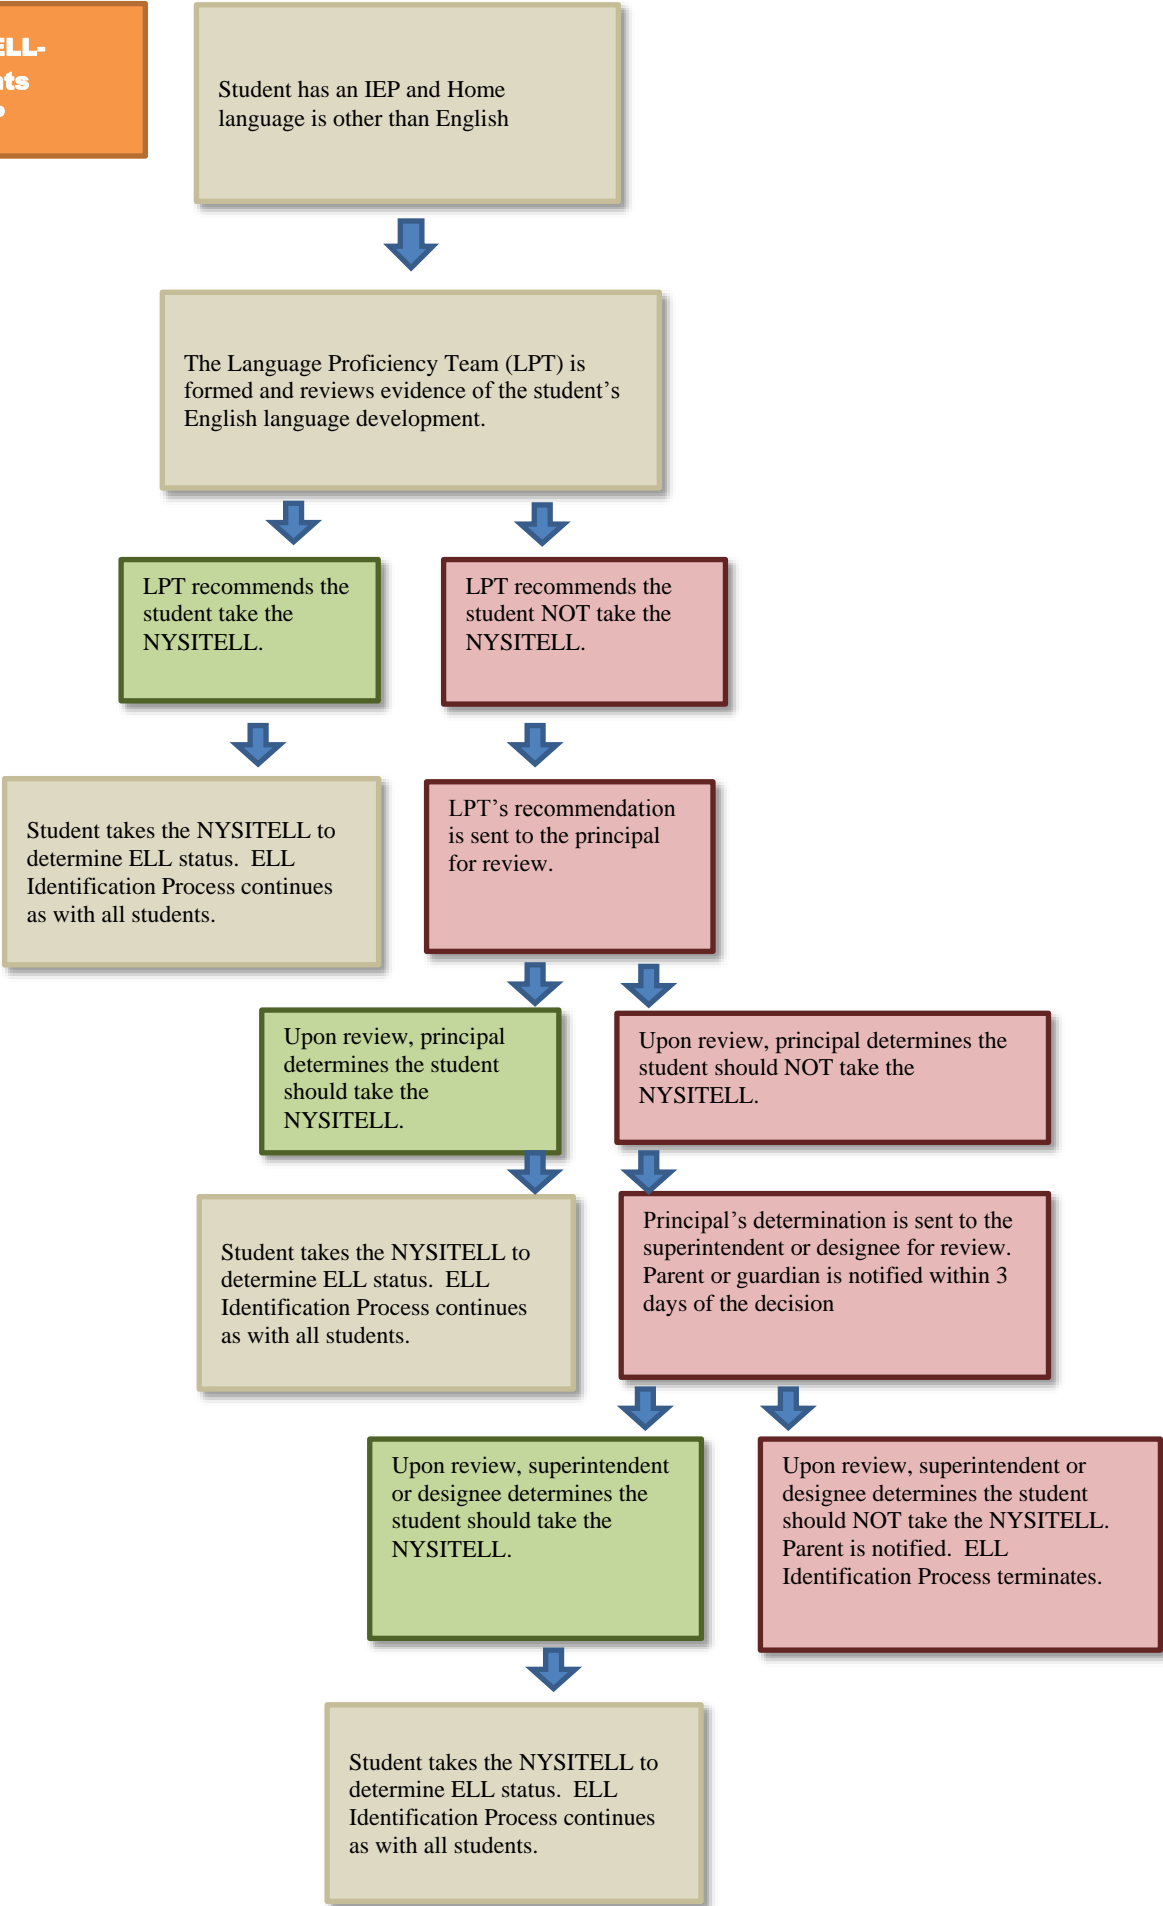 ELL-
nts
Student has an IEP and Home
language is other than English
The Language Proficiency Team (LPT) is
formed and reviews evidence of the student’s
English language development.
LPT recommends the
student take the
NYSITELL.
LPT recommends the
student NOT take the
NYSITELL.
Student takes the NYSITELL to
determine ELL status.  ELL
Identification Process continues
as with all students.
LPT’s recommendation
is sent to the principal
for review.
Upon review, principal
determines the student
should take the
NYSITELL.
Upon review, principal determines the
student should NOT take the
NYSITELL.
Student takes the NYSITELL to
determine ELL status.  ELL
Identification Process continues
as with all students.
Principal’s determination is sent to the
superintendent or designee for review.
Parent or guardian is notified within 3
days of the decision
Upon review, superintendent
or designee determines the
student should take the
NYSITELL.
Upon review, superintendent or
designee determines the student
should NOT take the NYSITELL.
Parent is notified.  ELL
Identification Process terminates.
Student takes the NYSITELL to
determine ELL status.  ELL
Identification Process continues
as with all students.